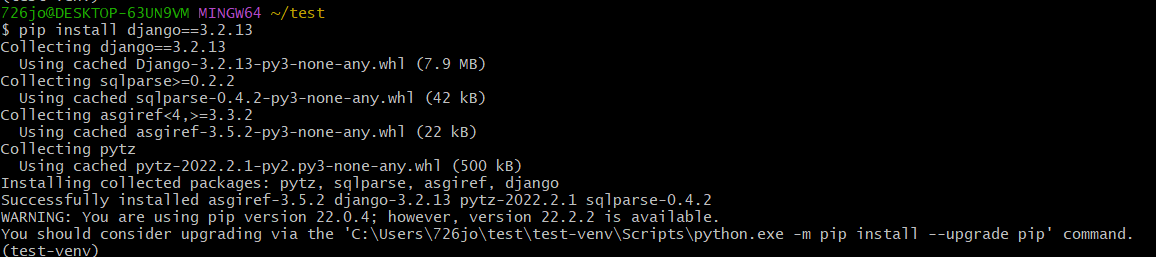 (test-venv)
726jo@DESKTOP-63UN9VM MINGW64 ~/test
$ pip install django==3.2.13
Collecting django==3.2.13
  Using cached Django-3.2.13-py3-none-any.whl (7.9 MB)
Collecting sqlparse>=0.2.2
  Using cached sqlparse-0.4.2-py3-none-any.whl (42 kB)
Collecting asgiref<4,>=3.3.2
  Using cached asgiref-3.5.2-py3-none-any.whl (22 kB)
Collecting pytz
  Using cached pytz-2022.2.1-py2.py3-none-any.whl (500 kB)
Installing collected packages: pytz, sqlparse, asgiref, django
Successfully installed asgiref-3.5.2 django-3.2.13 pytz-2022.2.1 sqlparse-0.4.2
WARNING: You are using pip version 22.0.4; however, version 22.2.2 is available.
You should consider upgrading via the 'C:\Users\726jo\test\test-venv\Scripts\python.exe -m pip install --upgrade pip' command.
(test-venv)